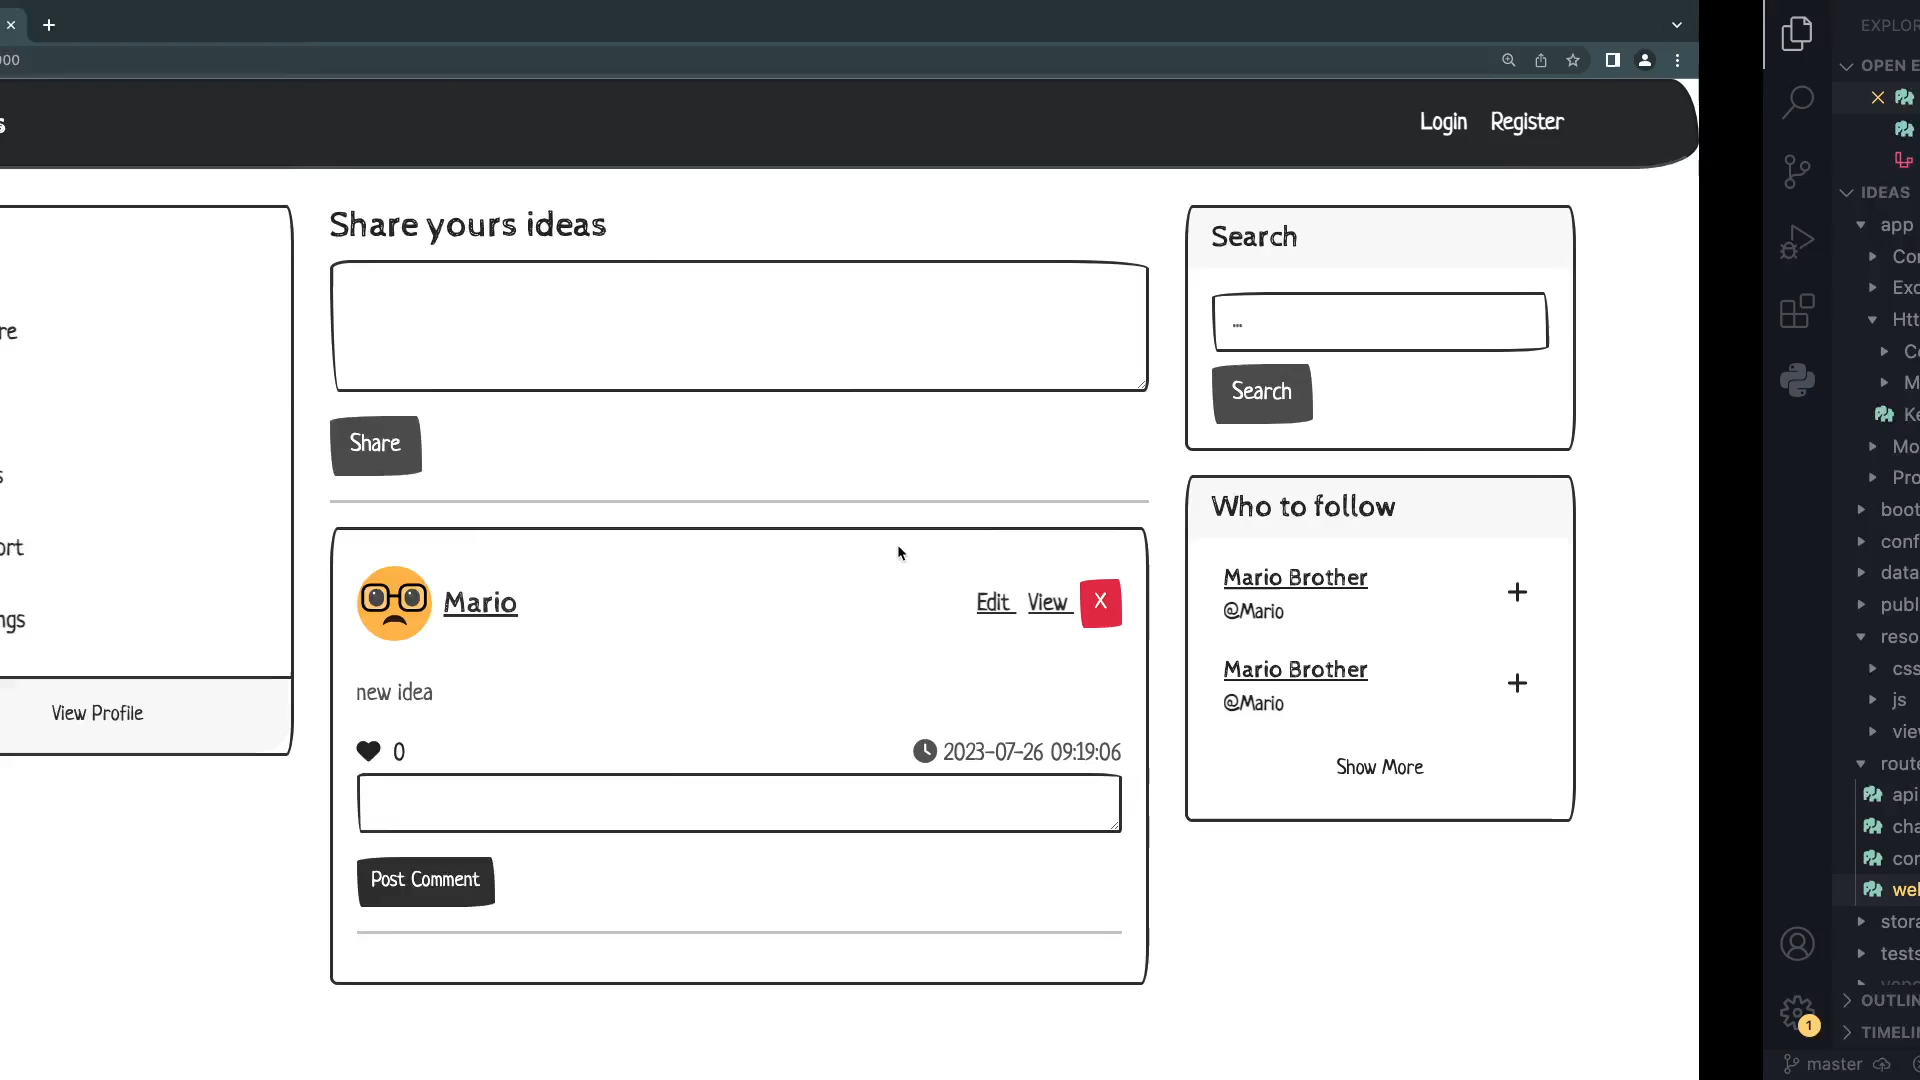 000
s
Login Register
re
s
ort
ngs
View Profile
Share yours ideas
Share
Mario
Edit View X
new idea
0 2023-07-26 09:19:06
Post Comment
Search
...
Search
Who to follow
Mario Brother
@Mario
Mario Brother
@Mario
Show More
EXPLOR
OPEN E
IDEAS
app
Co
Exc
Htt
C
M
Ke
Mo
Pro
boot
conf
data
publ
reso
css
js
vie
route
api
cha
con
wel
stora
tests
OUTLIN
TIMELI
1
master